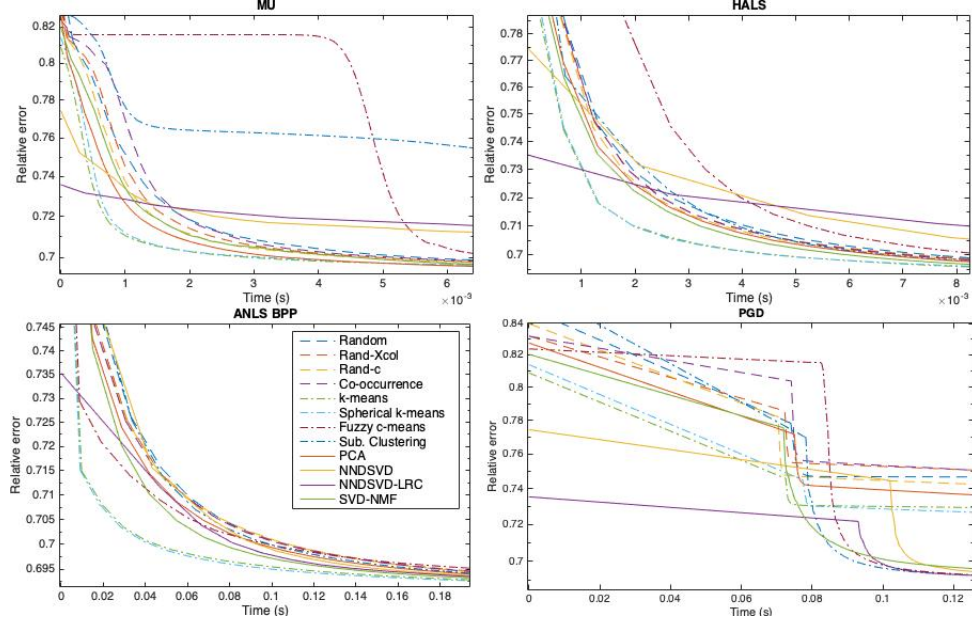 MU
0.82
0.8
0.78
0.76
0.74
0.72
0.7
Relative error
0 1 2 3 4 5 6
Time (s)
×10⁻³
HALS
0.78
0.77
0.76
0.75
0.74
0.73
0.72
0.71
0.7
Relative error
0 1 2 3 4 5 6 7 8
Time (s)
×10⁻³
ANLS BPP
0.745
0.74
0.735
0.73
0.725
0.72
0.715
0.71
0.705
0.7
0.695
Relative error
0 0.02 0.04 0.06 0.08 0.1 0.12 0.14 0.16 0.18
Time (s)
Random
Rand-Xcol
Rand-c
Co-occurrence
k-means
Spherical k-means
Fuzzy c-means
Sub. Clustering
PCA
NNDSVD
NNDSVD-LRC
SVD-NMF
PGD
0.84
0.82
0.8
0.78
0.76
0.74
0.72
0.7
Relative error
0 0.02 0.04 0.06 0.08 0.1 0.12
Time (s)